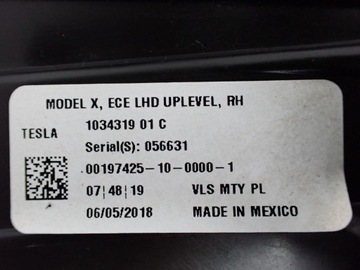 MODEL X, ECE LHD UPLEVEL, RH
TESLA 1034319 01 C
Serial(s): 056631
00197425-10-0000-1
07|48|19 VLS MTY PL
06/05/2018 MADE IN MEXICO